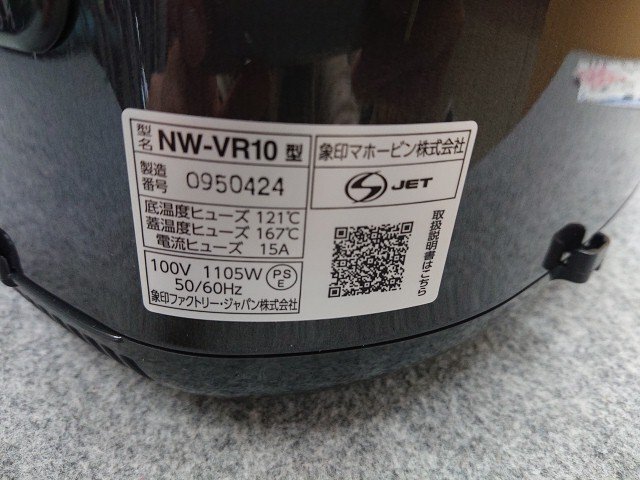 型名 NW-VR10 型
製造番号 0950424
底温度ヒューズ 121℃
蓋温度ヒューズ 167℃
電流ヒューズ 15A
100V 1105W
50/60Hz
PSE
象印ファクトリー・ジャパン株式会社
象印マホービン株式会社
S JET
取扱説明書はこちら